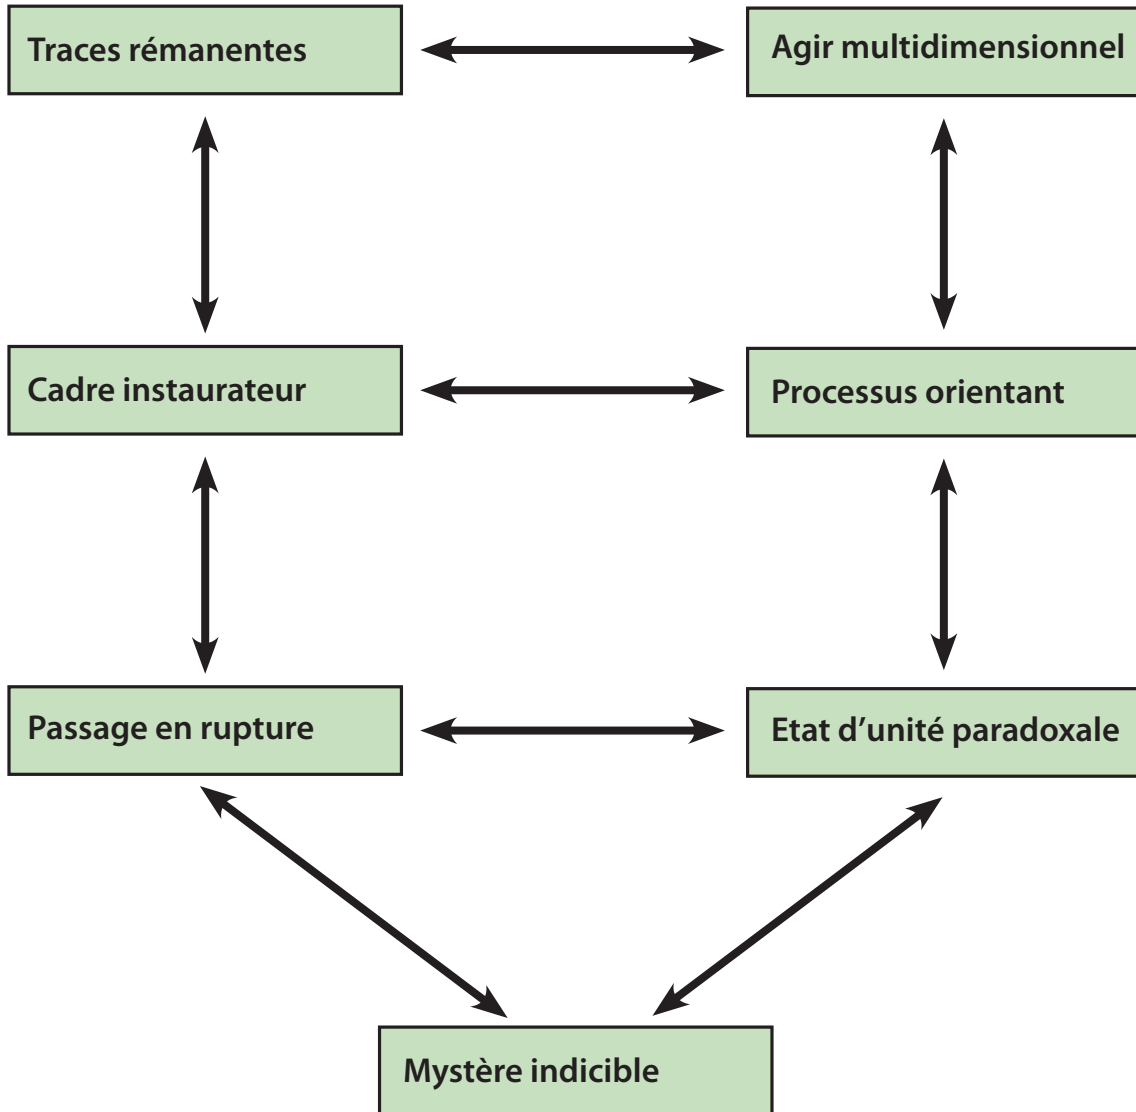 Traces rémanentes
Agir multidimensionnel
Cadre instaurateur
Processus orientant
Passage en rupture
Etat d’unité paradoxale
Mystère indicible